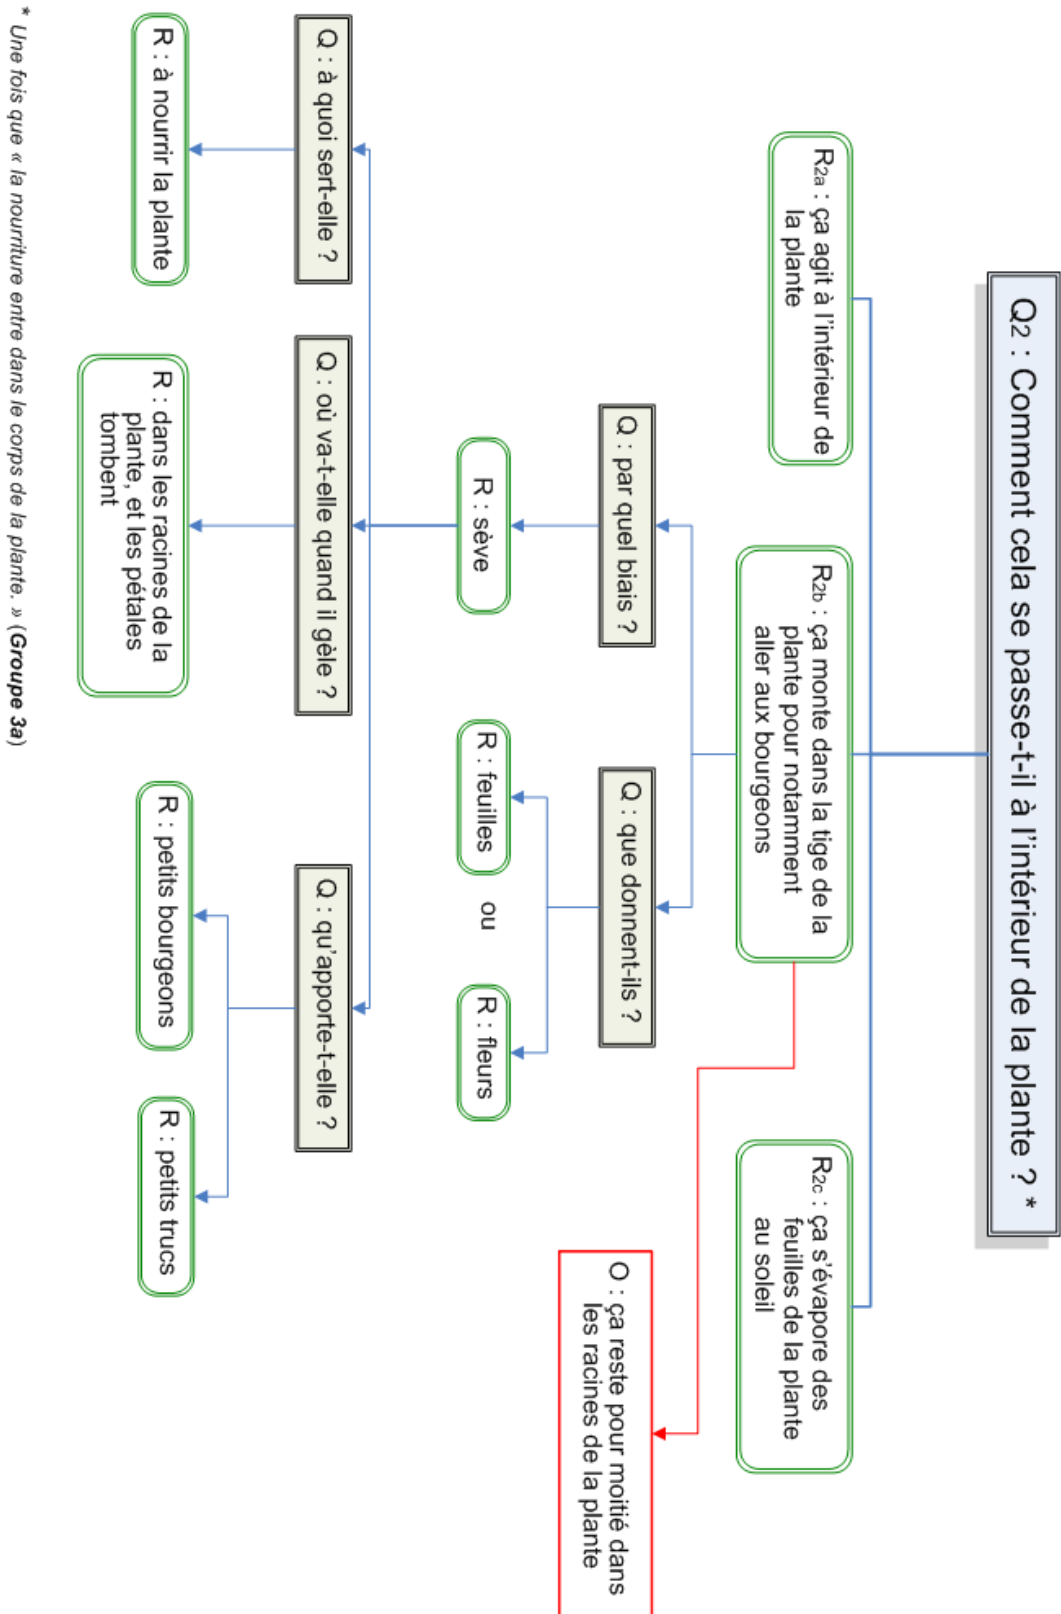 Q2 : Comment cela se passe-t-il à l'intérieur de la plante ? *
R2a : ça agit à l'intérieur de
la plante
R2b : ça monte dans la tige de la
plante pour notamment
aller aux bourgeons
R2c : ça s'évapore des
feuilles de la plante
au soleil
Q : par quel biais ?
Q : que donnent-ils ?
O : ça reste pour moitié dans
les racines de la plante
R : sève
R : feuilles
ou
R : fleurs
Q : à quoi sert-elle ?
Q : où va-t-elle quand il gèle ?
Q : qu'apporte-t-elle ?
R : à nourrir la plante
R : dans les racines de la
plante, et les pétales
tombent
R : petits bourgeons
R : petits trucs
* Une fois que « la nourriture entre dans le corps de la plante. » (Groupe 3a)